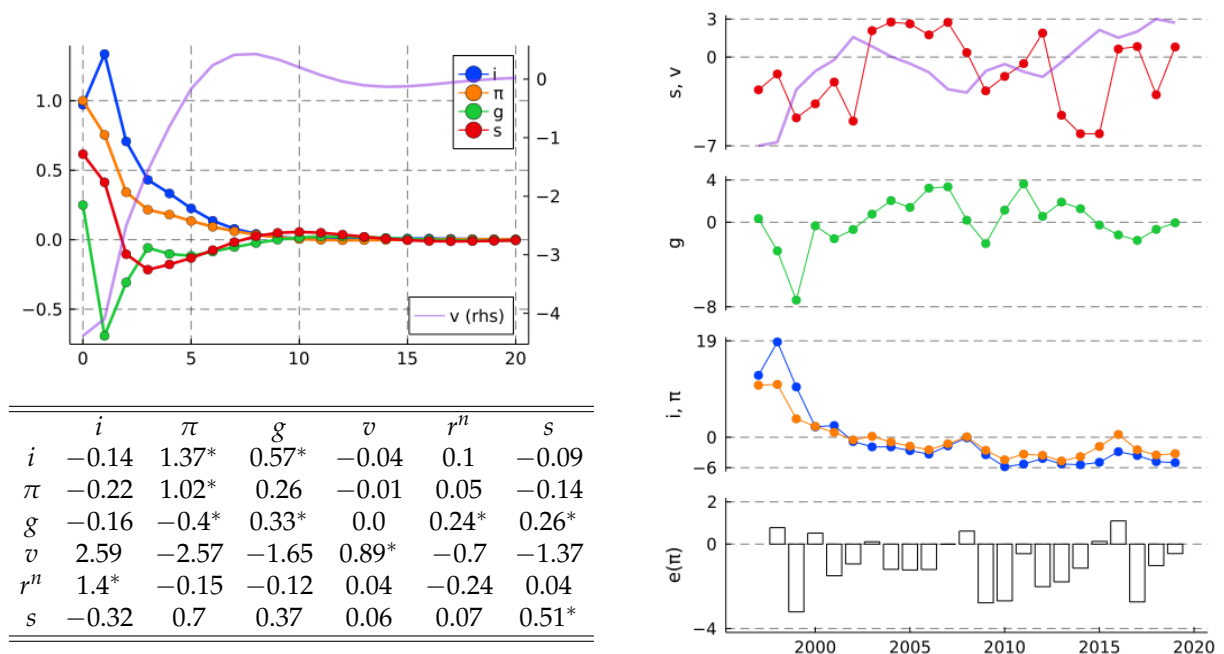 1.0
0.5
0.0
−0.5
0
−1
−2
−3
−4
0 5 10 15 20
i
π
g
s
v (rhs)
i π g v rⁿ s
i −0.14 1.37* 0.57* −0.04 0.1 −0.09
π −0.22 1.02* 0.26 −0.01 0.05 −0.14
g −0.16 −0.4* 0.33* 0.0 0.24* 0.26*
v 2.59 −2.57 −1.65 0.89* −0.7 −1.37
rⁿ 1.4* −0.15 −0.12 0.04 −0.24 0.04
s −0.32 0.7 0.37 0.06 0.07 0.51*
s, v
3
0
−7
g
4
0
−8
i, π
19
0
−6
e(π)
2
0
−4
2000 2005 2010 2015 2020